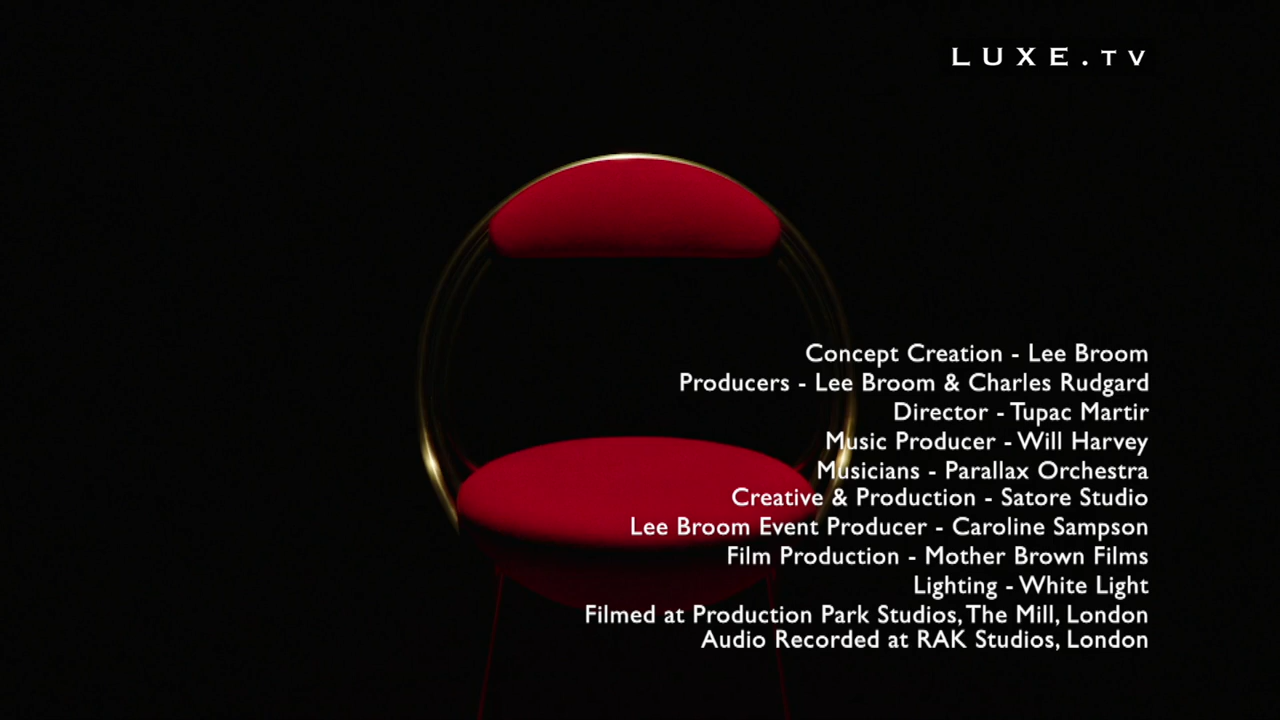 LUXE.TV
Concept Creation - Lee Broom
Producers - Lee Broom & Charles Rudgard
Director - Tupac Martir
Music Producer - Will Harvey
Musicians - Parallax Orchestra
Creative & Production - Satore Studio
Lee Broom Event Producer - Caroline Sampson
Film Production - Mother Brown Films
Lighting - White Light
Filmed at Production Park Studios, The Mill, London
Audio Recorded at RAK Studios, London